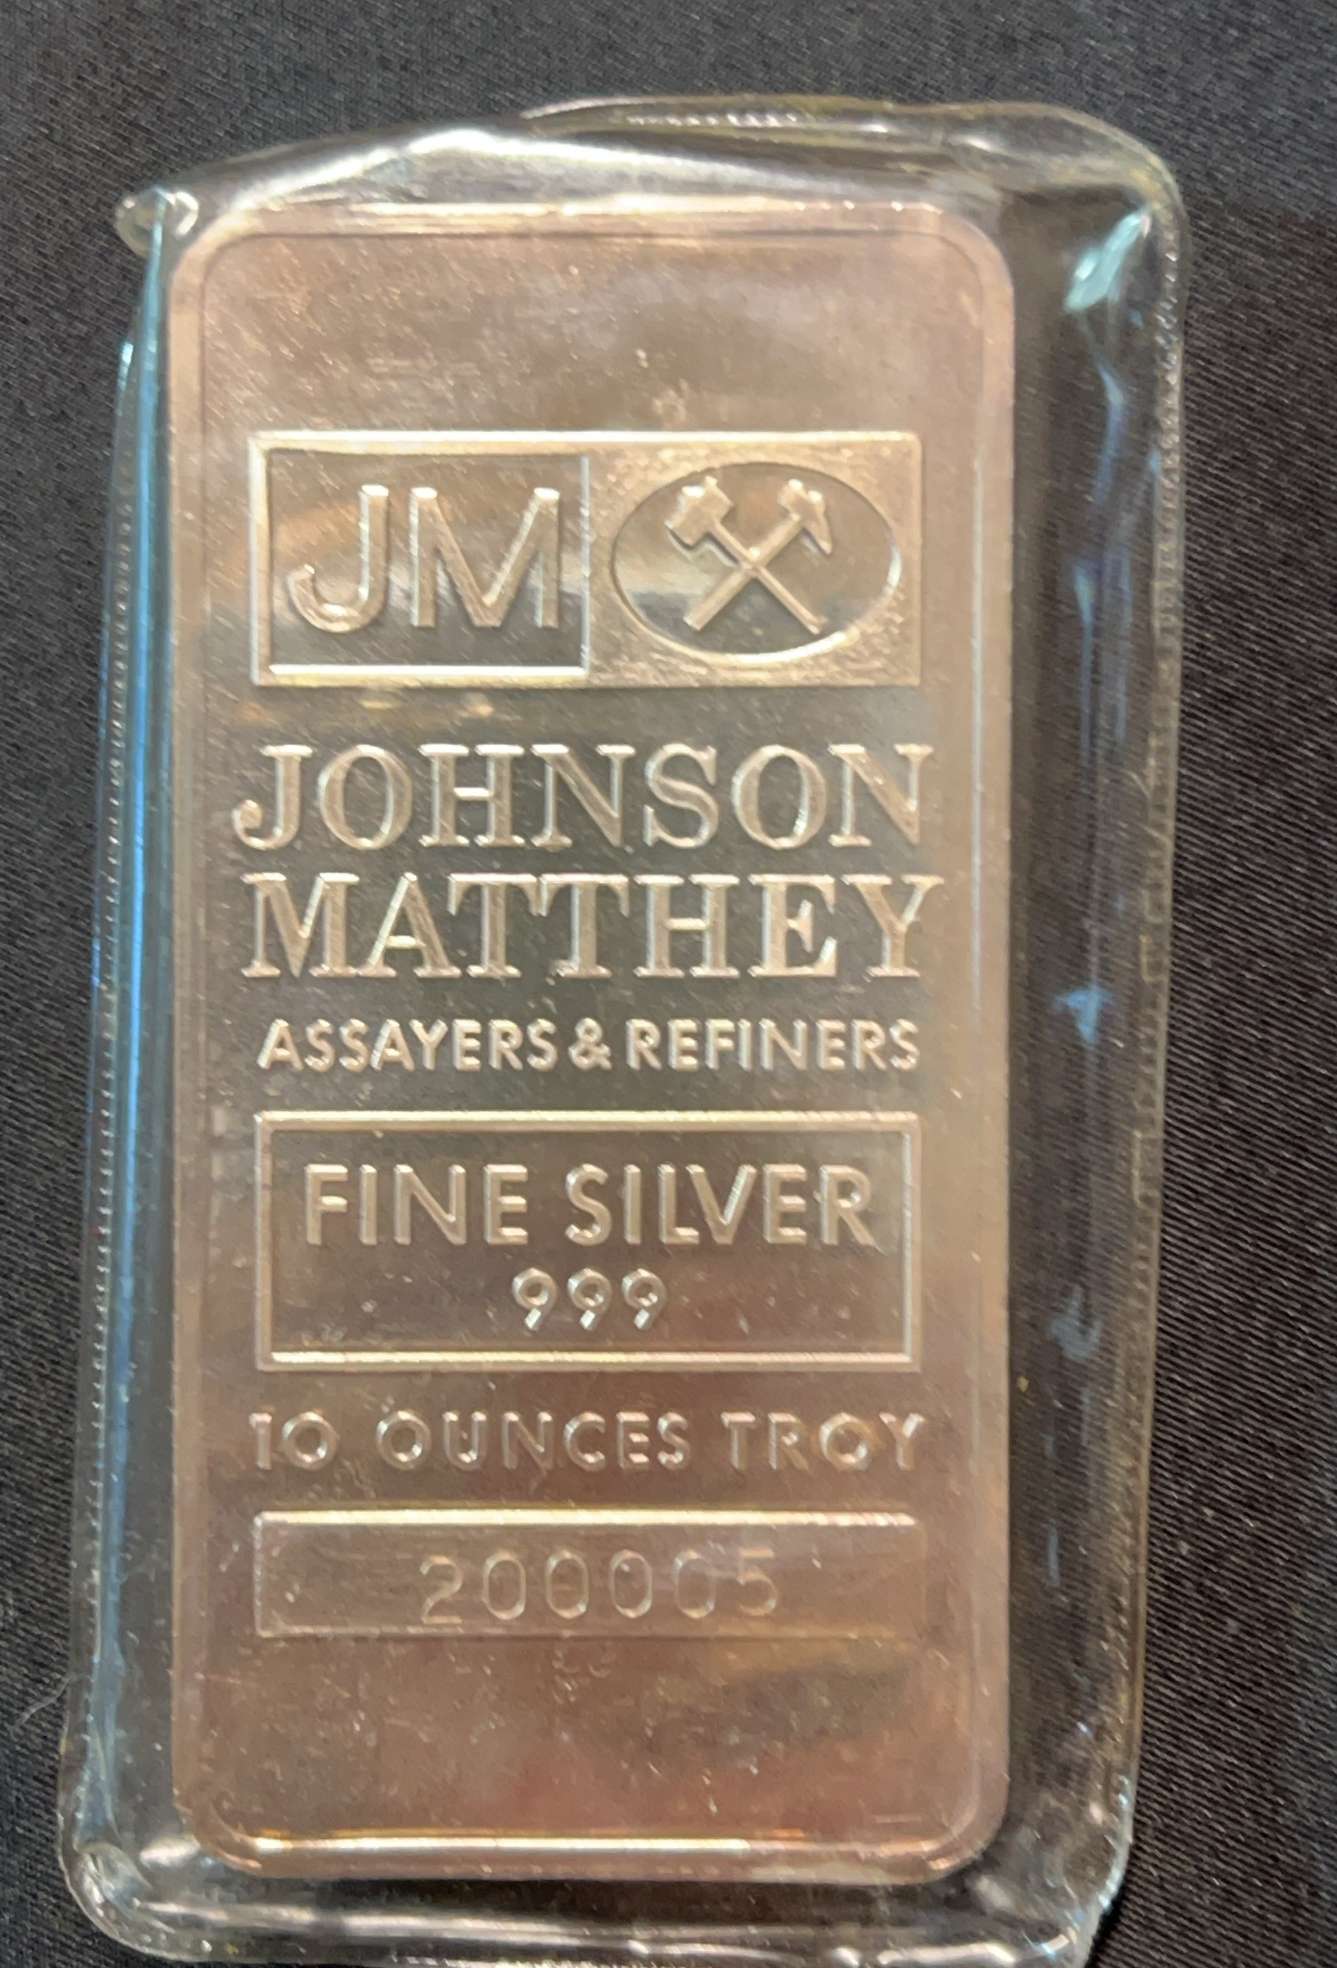 JM
JOHNSON
MATTHEY
ASSAYERS & REFINERS
FINE SILVER
999
10 OUNCES TROY
200005